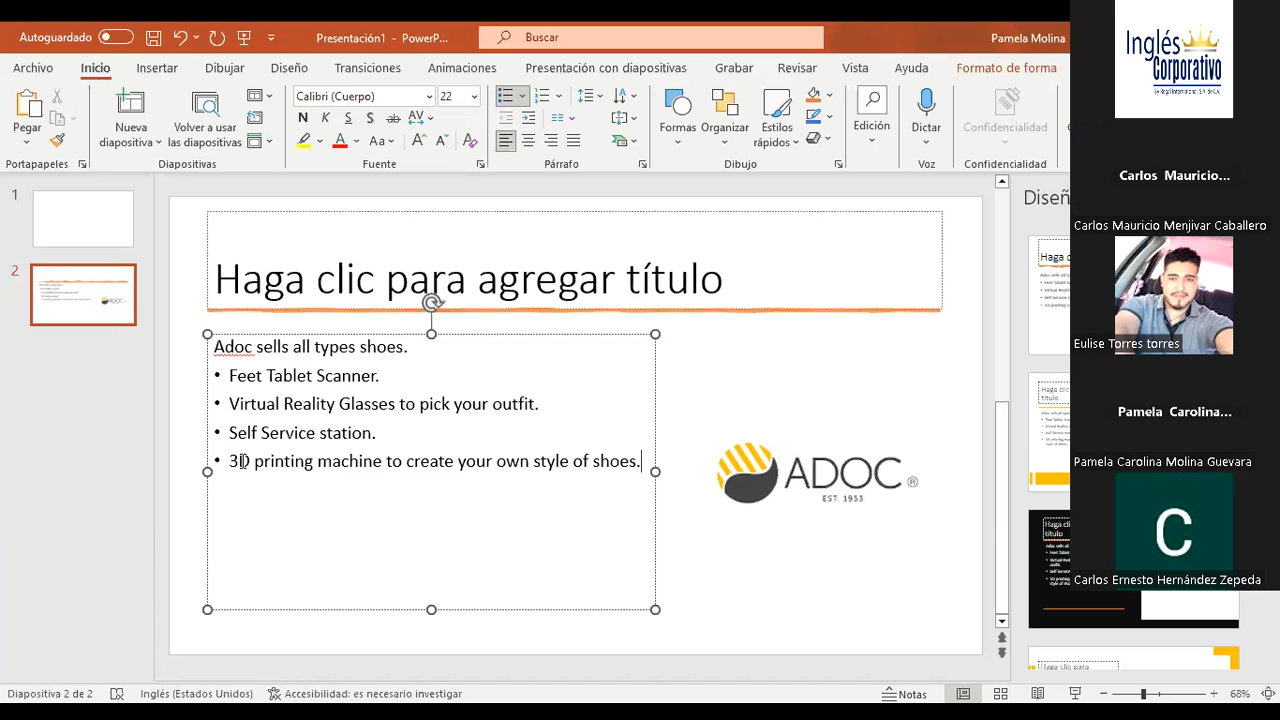 Autoguardado
Presentación1 - PowerP...
Buscar
Pamela Molina
Archivo Inicio Insertar Dibujar Diseño Transiciones Animaciones Presentación con diapositivas Grabar Revisar Vista Ayuda Formato de forma
Calibri (Cuerpo) 22
N K S S AV
A Aa A A
Pegar
Nueva diapositiva
Volver a usar las diapositivas
Formas
Organizar
Estilos rápidos
Edición
Dictar
Confidencialidad
Portapapeles Diapositivas Fuente Párrafo Dibujo Voz Confidencialidad
1
2
Haga clic para agregar título
Adoc sells all types shoes.
• Feet Tablet Scanner.
• Virtual Reality Glasses to pick your outfit.
• Self Service station.
• 3D printing machine to create your own style of shoes.
ADOC ®
EST. 1953
Diseñ
Inglés
Corporativo
Carlos Mauricio...
Carlos Mauricio Menjivar Caballero
Eulise Torres torres
Pamela Carolina...
Pamela Carolina Molina Guevara
C
Carlos Ernesto Hernández Zepeda
Diapositiva 2 de 2
Inglés (Estados Unidos)
Accesibilidad: es necesario investigar
Notas
68%